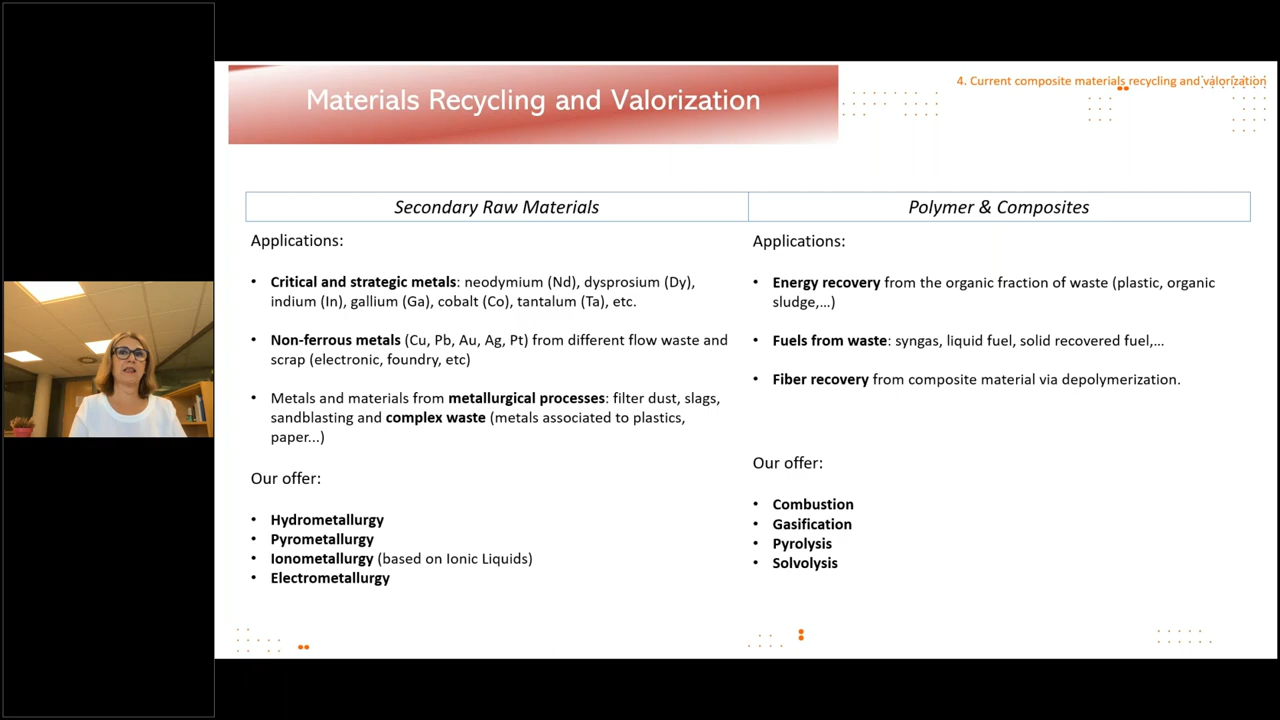 4. Current composite materials recycling and valorization
Materials Recycling and Valorization
Secondary Raw Materials
Applications:
• Critical and strategic metals: neodymium (Nd), dysprosium (Dy),
indium (In), gallium (Ga), cobalt (Co), tantalum (Ta), etc.
• Non-ferrous metals (Cu, Pb, Au, Ag, Pt) from different flow waste and
scrap (electronic, foundry, etc)
• Metals and materials from metallurgical processes: filter dust, slags,
sandblasting and complex waste (metals associated to plastics,
paper...)
Our offer:
• Hydrometallurgy
• Pyrometallurgy
• Ionometallurgy (based on Ionic Liquids)
• Electrometallurgy
Polymer & Composites
Applications:
• Energy recovery from the organic fraction of waste (plastic, organic
sludge,...)
• Fuels from waste: syngas, liquid fuel, solid recovered fuel,...
• Fiber recovery from composite material via depolymerization.
Our offer:
• Combustion
• Gasification
• Pyrolysis
• Solvolysis